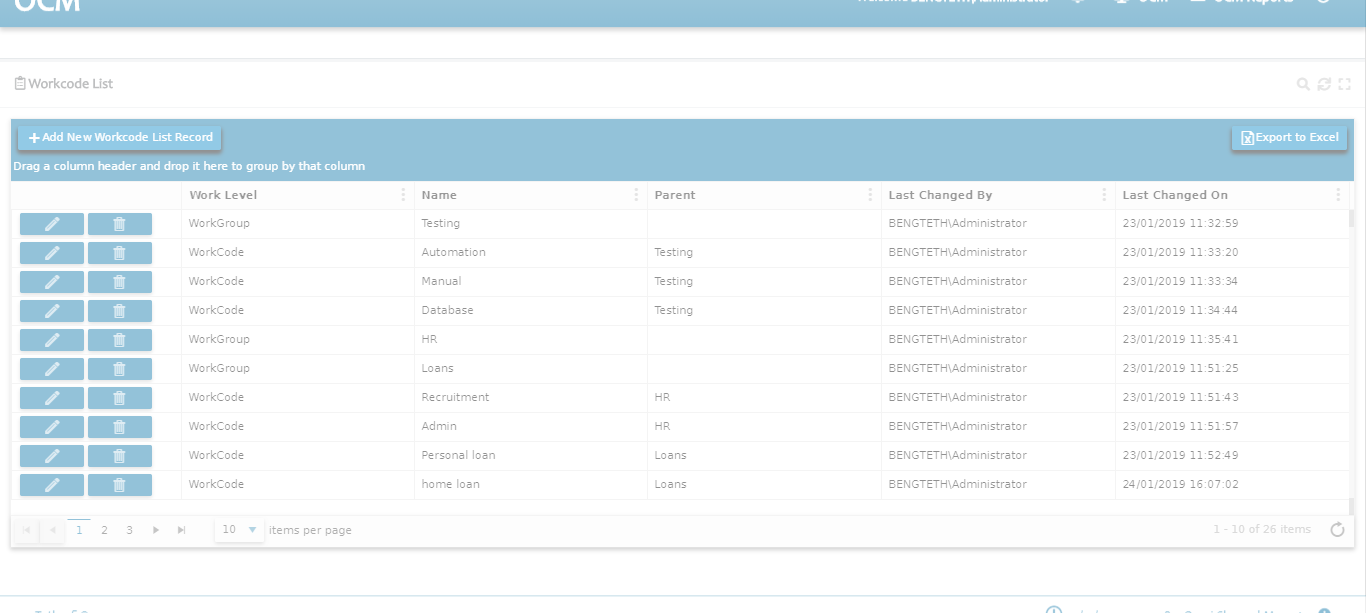 OCM
Welcome BENGTETH\Administrator OCM OCM Reports
Workcode List
Add New Workcode List Record Export to Excel
Drag a column header and drop it here to group by that column
Work Level Name Parent Last Changed By Last Changed On
WorkGroup Testing BENGTETH\Administrator 23/01/2019 11:32:59
WorkCode Automation Testing BENGTETH\Administrator 23/01/2019 11:33:20
WorkCode Manual Testing BENGTETH\Administrator 23/01/2019 11:33:34
WorkCode Database Testing BENGTETH\Administrator 23/01/2019 11:34:44
WorkGroup HR BENGTETH\Administrator 23/01/2019 11:35:41
WorkGroup Loans BENGTETH\Administrator 23/01/2019 11:51:25
WorkCode Recruitment HR BENGTETH\Administrator 23/01/2019 11:51:43
WorkCode Admin HR BENGTETH\Administrator 23/01/2019 11:51:57
WorkCode Personal loan Loans BENGTETH\Administrator 23/01/2019 11:52:49
WorkCode home loan Loans BENGTETH\Administrator 24/01/2019 16:07:02
1 2 3 10 items per page 1 - 10 of 26 items